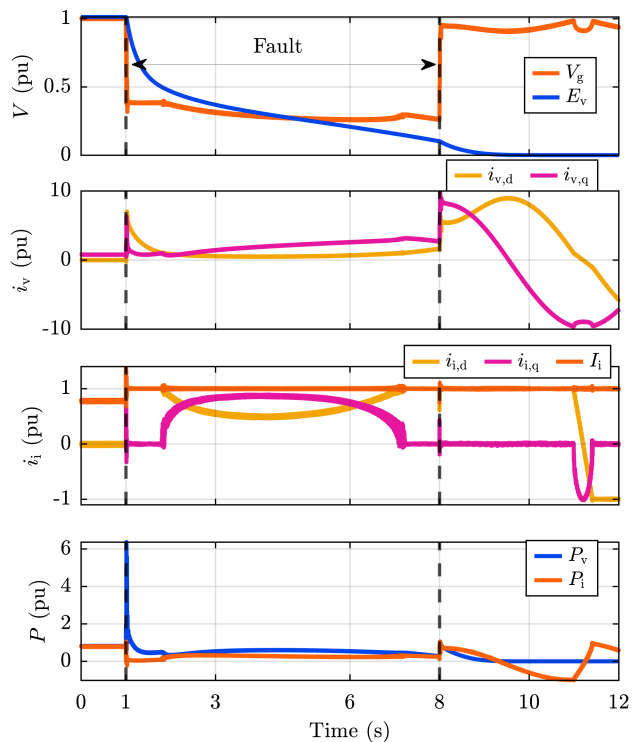 1
0.5
0
V (pu)
Fault
V_g
E_v
10
0
-10
i_v (pu)
i_v,d i_v,q
1
0
-1
i_i (pu)
i_i,d i_i,q I_i
6
4
2
0
P (pu)
P_v
P_i
0 1 3 6 8 10 12
Time (s)